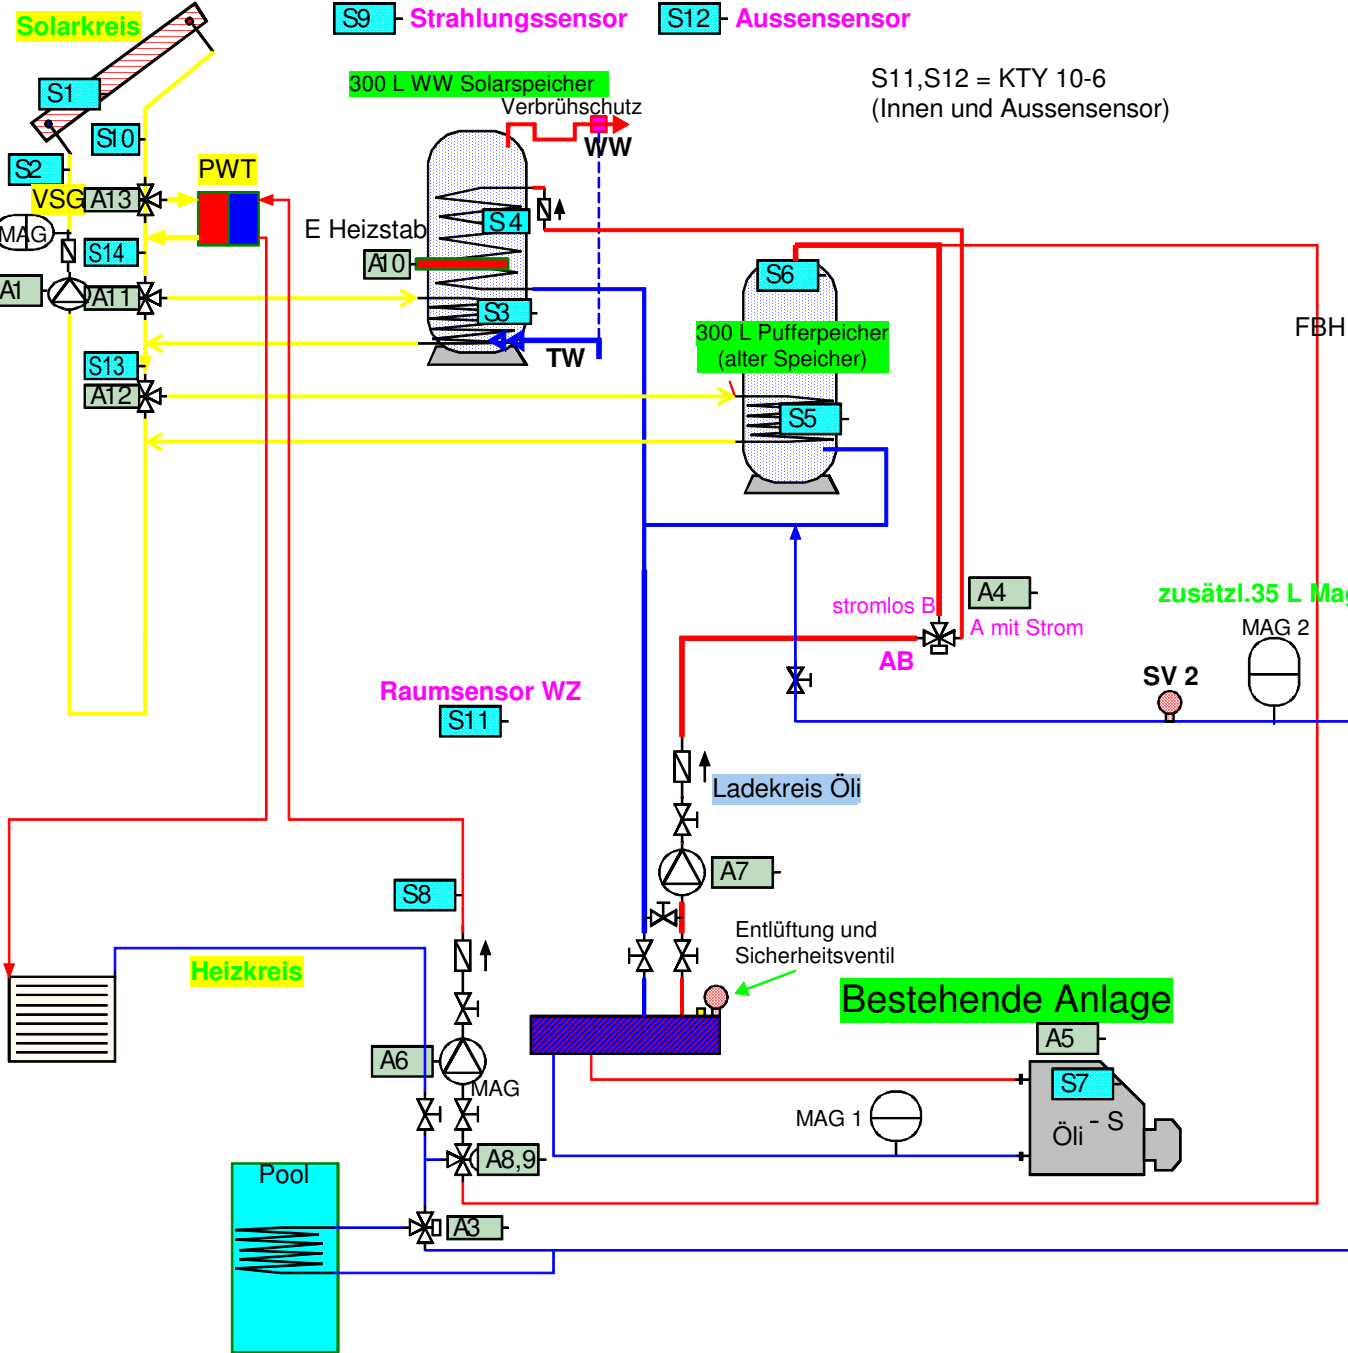 Solarkreis
S9 Strahlungssensor
S12 Aussensensor
S11,S12 = KTY 10-6
(Innen und Aussensensor)
300 L WW Solarspeicher
Verbrühschutz
WW
S1
S10
S2
PWT
VSG
A13
MAG
S14
A1
A11
E Heizstab
A10
S4
S3
TW
S6
300 L Pufferpeicher
(alter Speicher)
S5
FBH
S13
A12
A4
stromlos B
A mit Strom
AB
zusätzl.35 L Mag
MAG 2
SV 2
Raumsensor WZ
S11
Ladekreis Öli
A7
S8
Entlüftung und
Sicherheitsventil
Heizkreis
Bestehende Anlage
A5
S7
Öli - S
A6
MAG
MAG 1
A8,9
Pool
A3